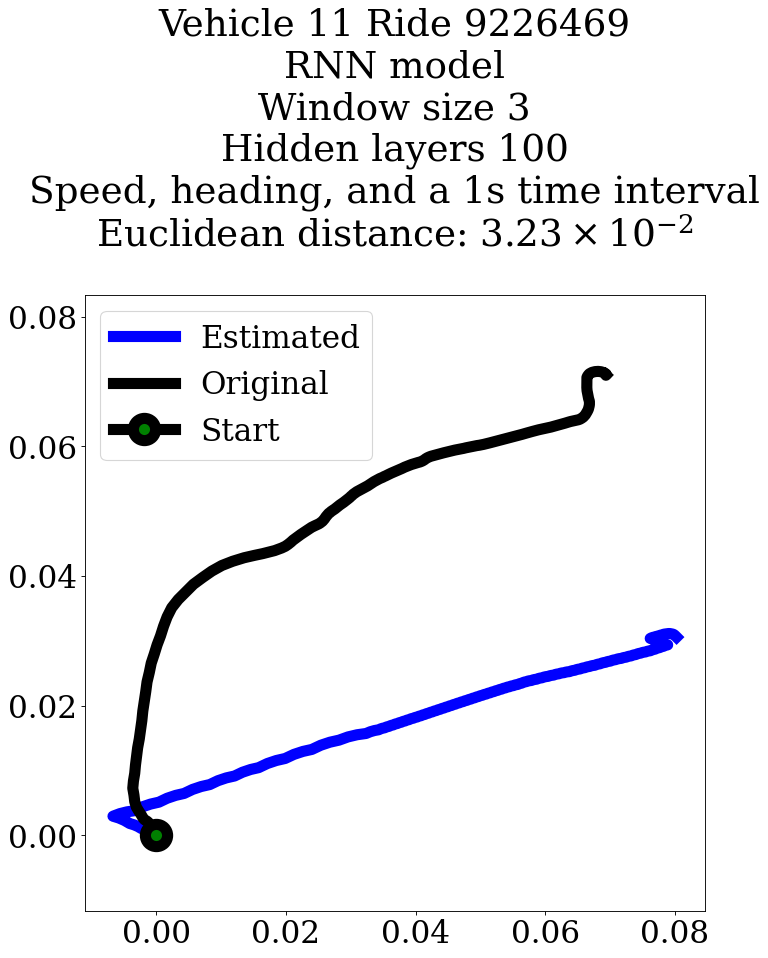 Vehicle 11 Ride 9226469
RNN model
Window size 3
Hidden layers 100
Speed, heading, and a 1s time interval
Euclidean distance: 3.23 × 10⁻²
Estimated
Original
Start
0.08
0.06
0.04
0.02
0.00
0.00 0.02 0.04 0.06 0.08